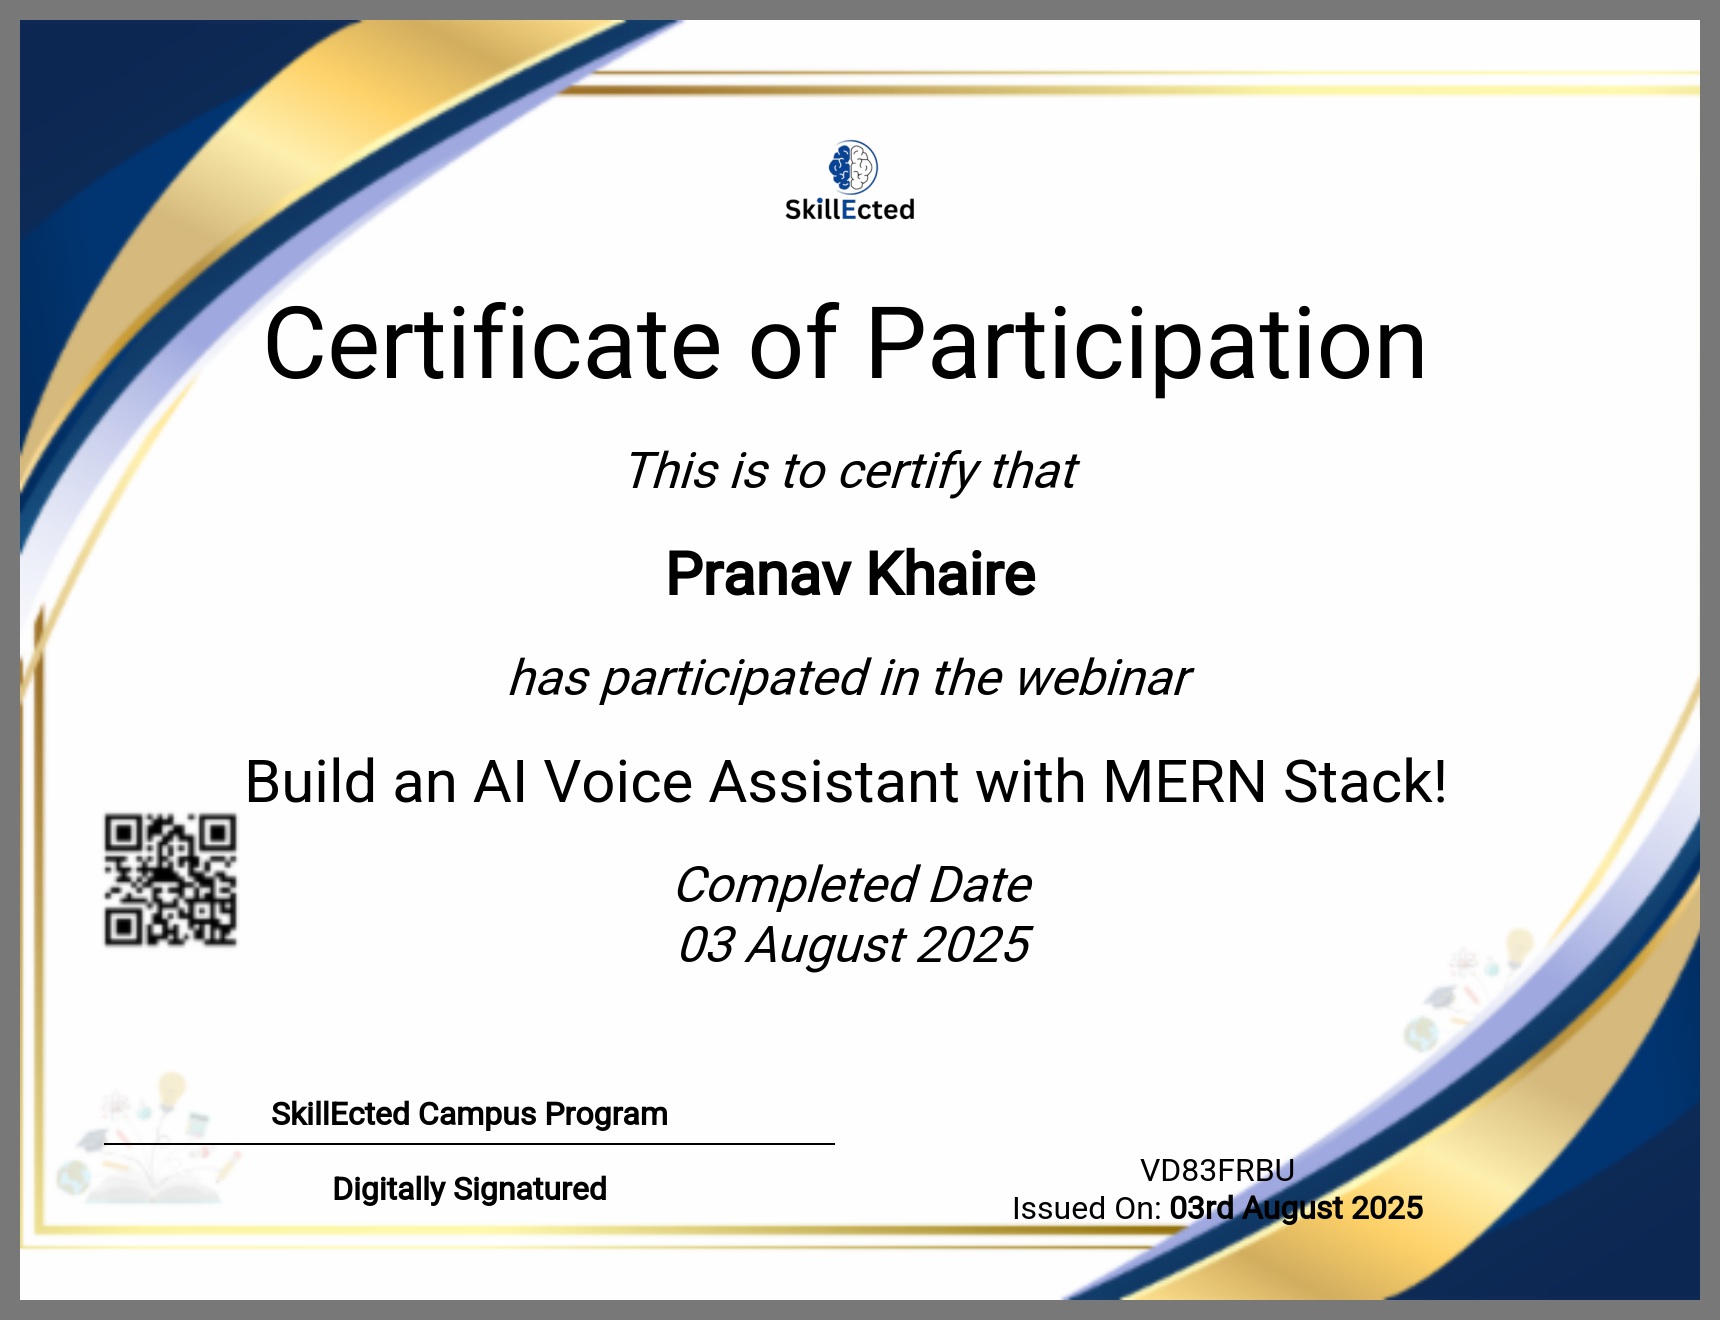 SkillEcted
Certificate of Participation
This is to certify that
Pranav Khaire
has participated in the webinar
Build an AI Voice Assistant with MERN Stack!
Completed Date
03 August 2025
SkillEcted Campus Program
Digitally Signatured
VD83FRBU
Issued On: 03rd August 2025